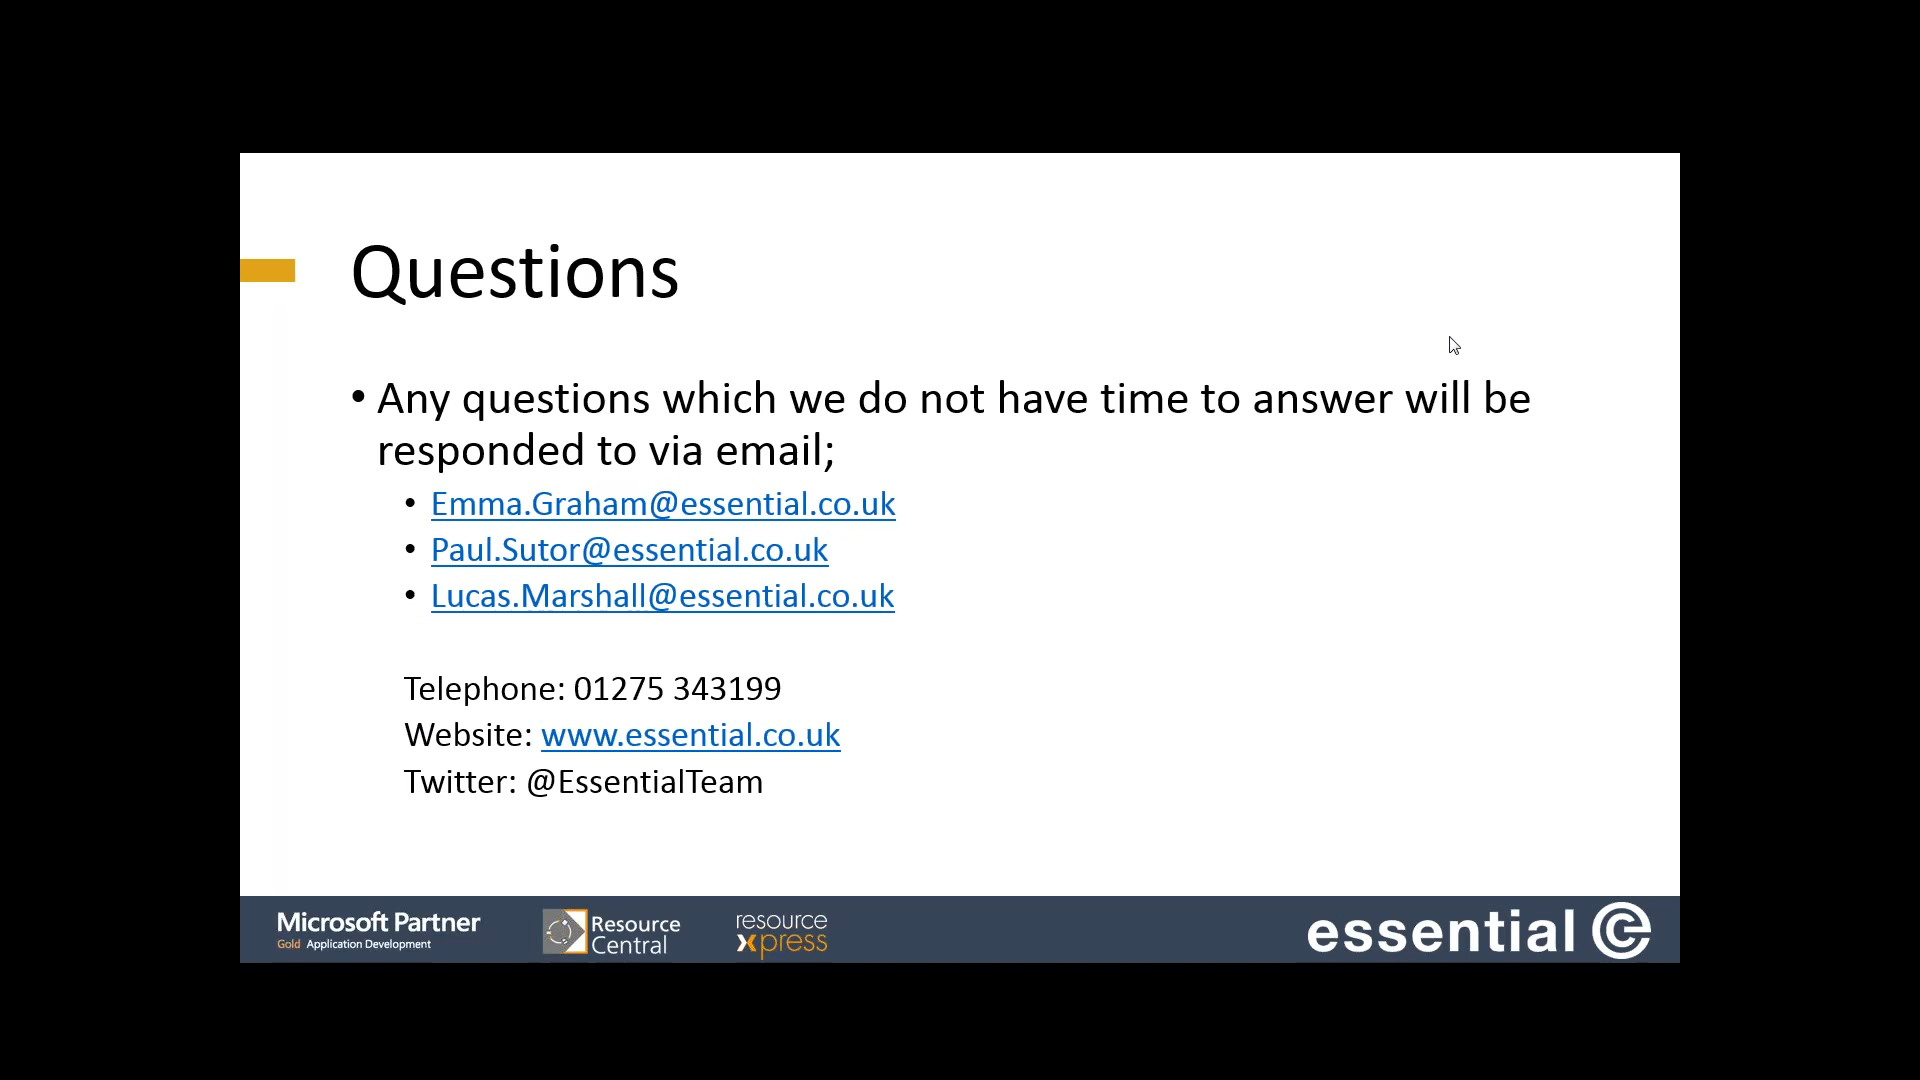 Questions
• Any questions which we do not have time to answer will be
responded to via email;
• Emma.Graham@essential.co.uk
• Paul.Sutor@essential.co.uk
• Lucas.Marshall@essential.co.uk
Telephone: 01275 343199
Website: www.essential.co.uk
Twitter: @EssentialTeam
Microsoft Partner
Gold Application Development
Resource
Central
resource
xpress
essential